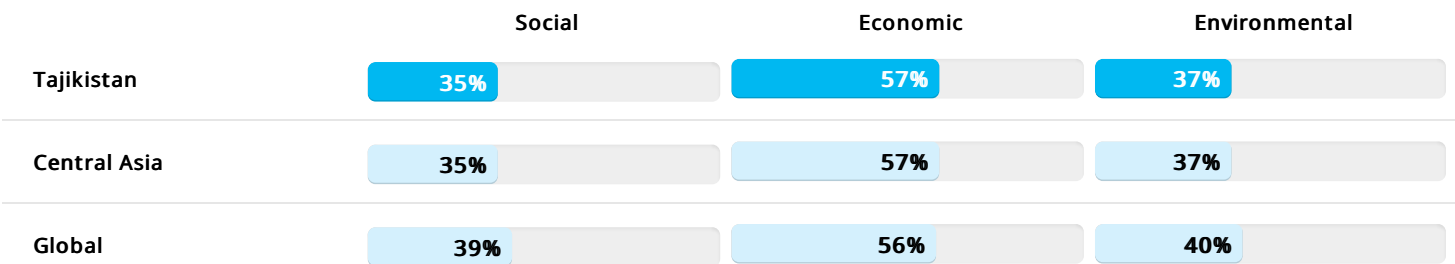 Social Economic Environmental
Tajikistan 35% 57% 37%
Central Asia 35% 57% 37%
Global 39% 56% 40%